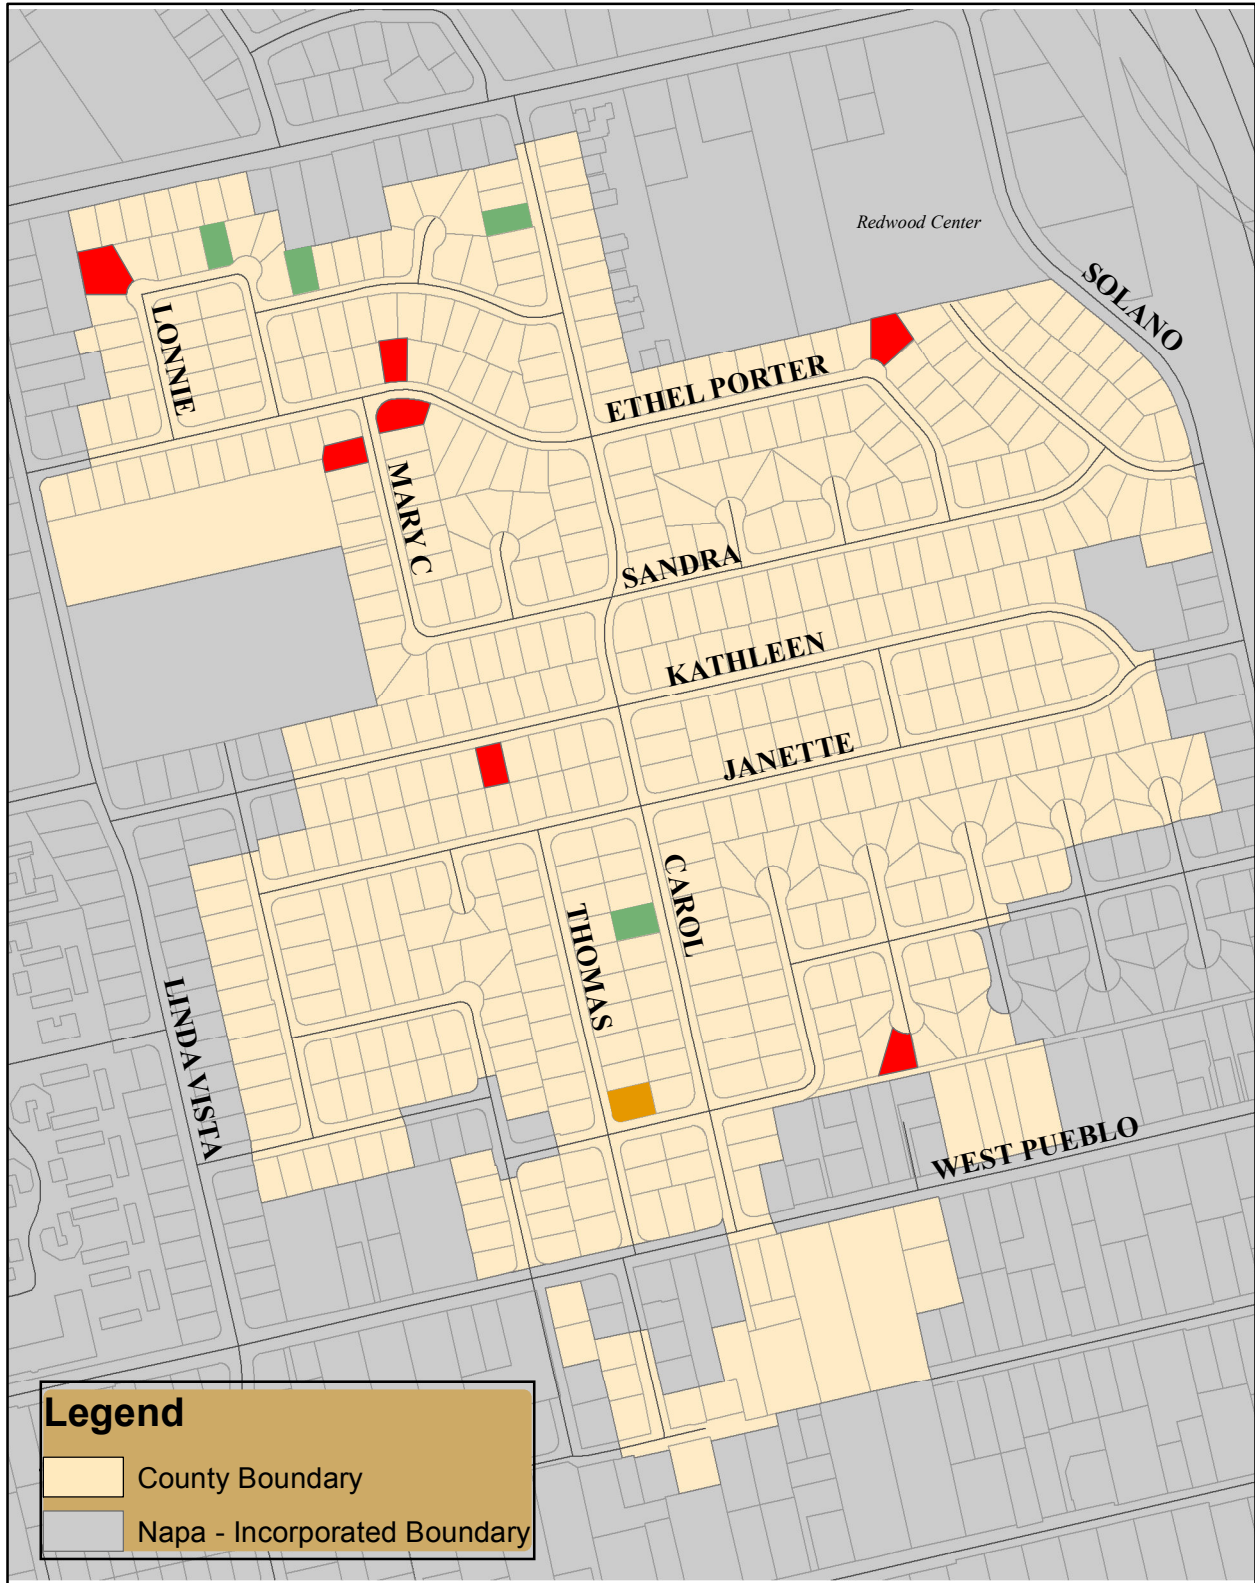 Redwood Center
SOLANO
LONNIE
ETHEL PORTER
MARY C
SANDRA
KATHLEEN
JANETTE
CAROL
THOMAS
LINDA VISTA
WEST PUEBLO
Legend
County Boundary
Napa - Incorporated Boundary